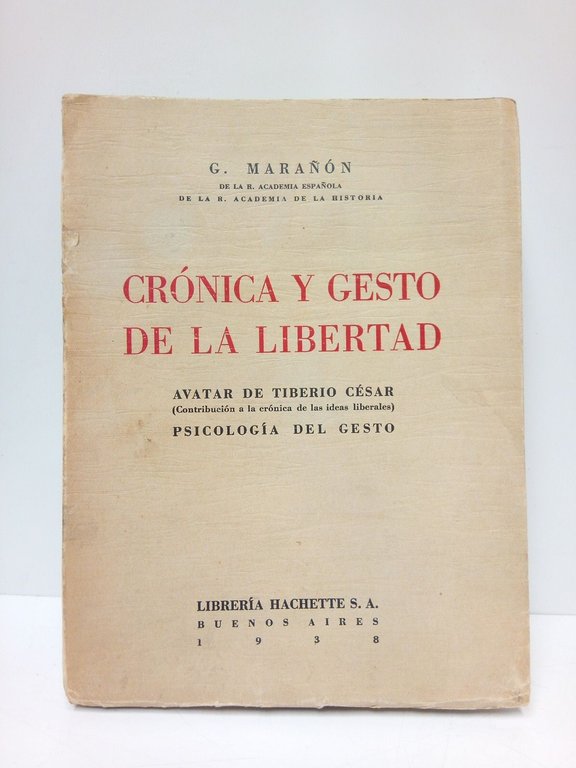 G. MARAÑÓN
DE LA R. ACADEMIA ESPAÑOLA
DE LA R. ACADEMIA DE LA HISTORIA
CRÓNICA Y GESTO
DE LA LIBERTAD
AVATAR DE TIBERIO CÉSAR
(Contribución a la crónica de las ideas liberales)
PSICOLOGÍA DEL GESTO
LIBRERÍA HACHETTE S. A.
BUENOS AIRES
1938